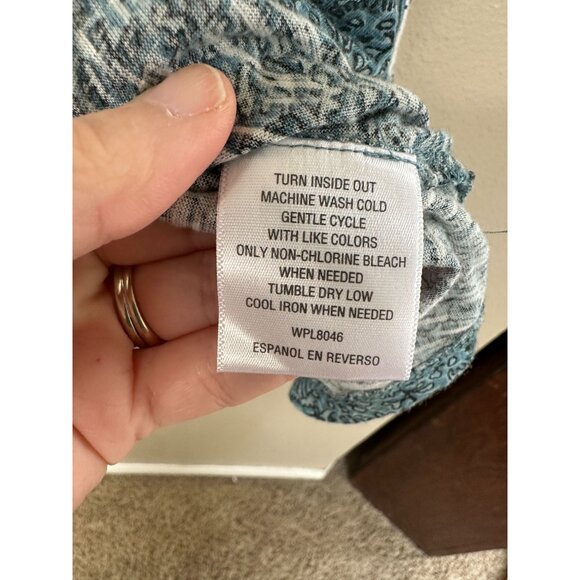 TURN INSIDE OUT
MACHINE WASH COLD
GENTLE CYCLE
WITH LIKE COLORS
ONLY NON-CHLORINE BLEACH
WHEN NEEDED
TUMBLE DRY LOW
COOL IRON WHEN NEEDED
WPL8046
ESPANOL EN REVERSO